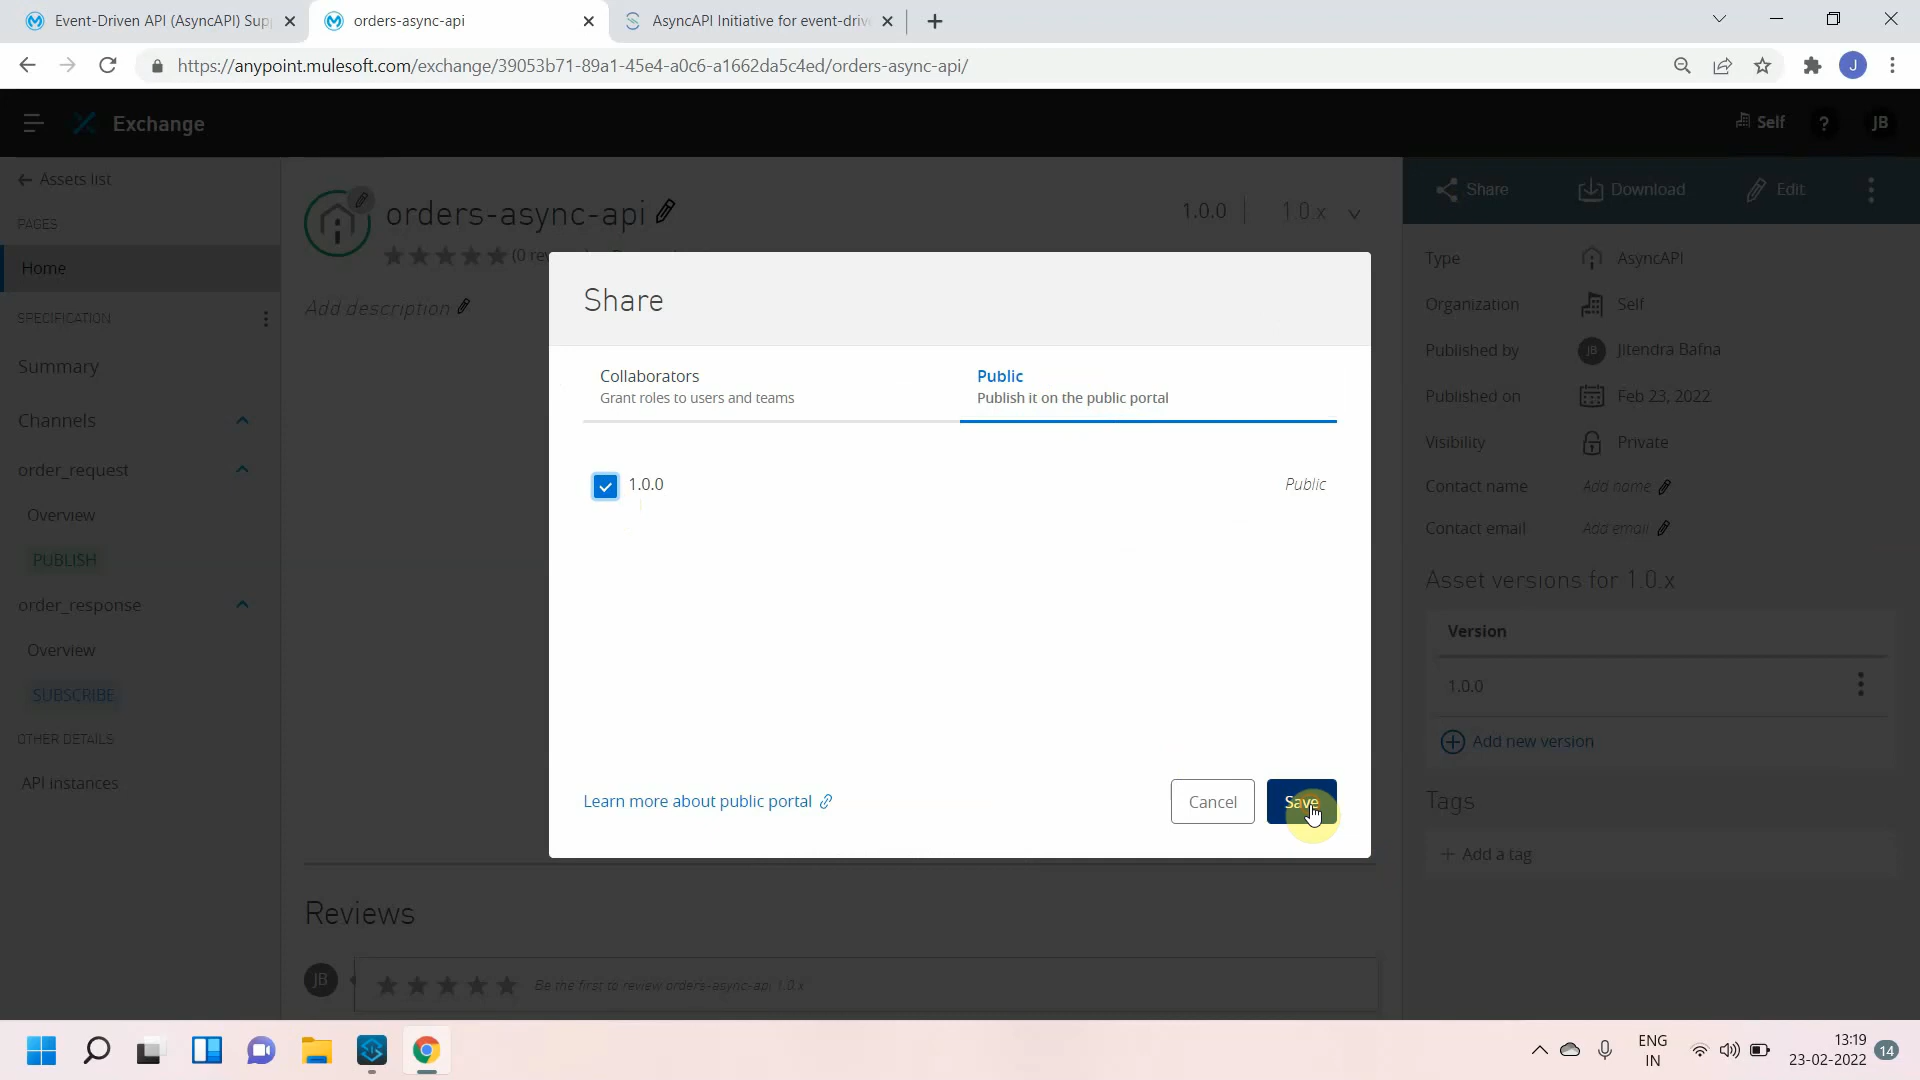 Event-Driven API (AsyncAPI) Sup
orders-async-api
AsyncAPI Initiative for event-driv
https://anypoint.mulesoft.com/exchange/39053b71-89a1-45e4-a0c6-a1662da5c4ed/orders-async-api/
J
Exchange
Self
?
JB
Assets list
PAGES
Home
SPECIFICATION
Summary
Channels
order_request
Overview
PUBLISH
order_response
Overview
SUBSCRIBE
OTHER DETAILS
API instances
orders-async-api
1.0.0
1.0.x
(0 rev
Add description
Share
Collaborators
Grant roles to users and teams
Public
Publish it on the public portal
1.0.0
Public
Learn more about public portal
Cancel
Save
Reviews
JB
Be the first to review orders-async-api 1.0.x
Share
Download
Edit
Type
AsyncAPI
Organization
Self
Published by
JB
Jitendra Bafna
Published on
Feb 23, 2022
Visibility
Private
Contact name
Add name
Contact email
Add email
Asset versions for 1.0.x
Version
1.0.0
Add new version
Tags
+ Add a tag
ENG
IN
13:19
23-02-2022
14